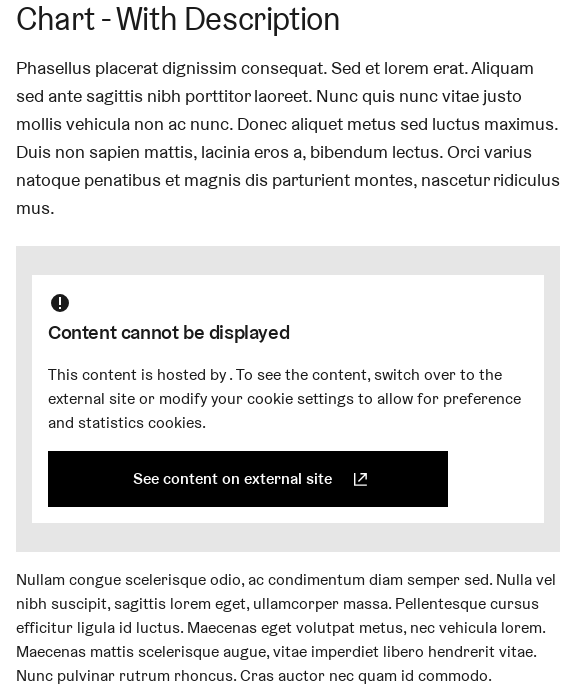 Chart - With Description
Phasellus placerat dignissim consequat. Sed et lorem erat. Aliquam
sed ante sagittis nibh porttitor laoreet. Nunc quis nunc vitae justo
mollis vehicula non ac nunc. Donec aliquet metus sed luctus maximus.
Duis non sapien mattis, lacinia eros a, bibendum lectus. Orci varius
natoque penatibus et magnis dis parturient montes, nascetur ridiculus
mus.
Content cannot be displayed
This content is hosted by . To see the content, switch over to the
external site or modify your cookie settings to allow for preference
and statistics cookies.
See content on external site
Nullam congue scelerisque odio, ac condimentum diam semper sed. Nulla vel
nibh suscipit, sagittis lorem eget, ullamcorper massa. Pellentesque cursus
efficitur ligula id luctus. Maecenas eget volutpat metus, nec vehicula lorem.
Maecenas mattis scelerisque augue, vitae imperdiet libero hendrerit vitae.
Nunc pulvinar rutrum rhoncus. Cras auctor nec quam id commodo.